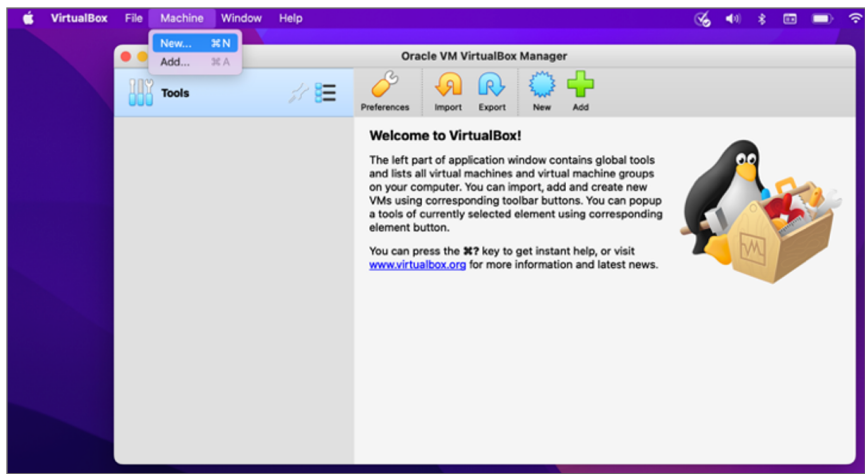 VirtualBox File Machine Window Help
New... ⌘N
Add... ⌘A
Oracle VM VirtualBox Manager
Tools
Preferences Import Export New Add
Welcome to VirtualBox!
The left part of application window contains global tools
and lists all virtual machines and virtual machine groups
on your computer. You can import, add and create new
VMs using corresponding toolbar buttons. You can popup
a tools of currently selected element using corresponding
element button.
You can press the ⌘? key to get instant help, or visit
www.virtualbox.org for more information and latest news.